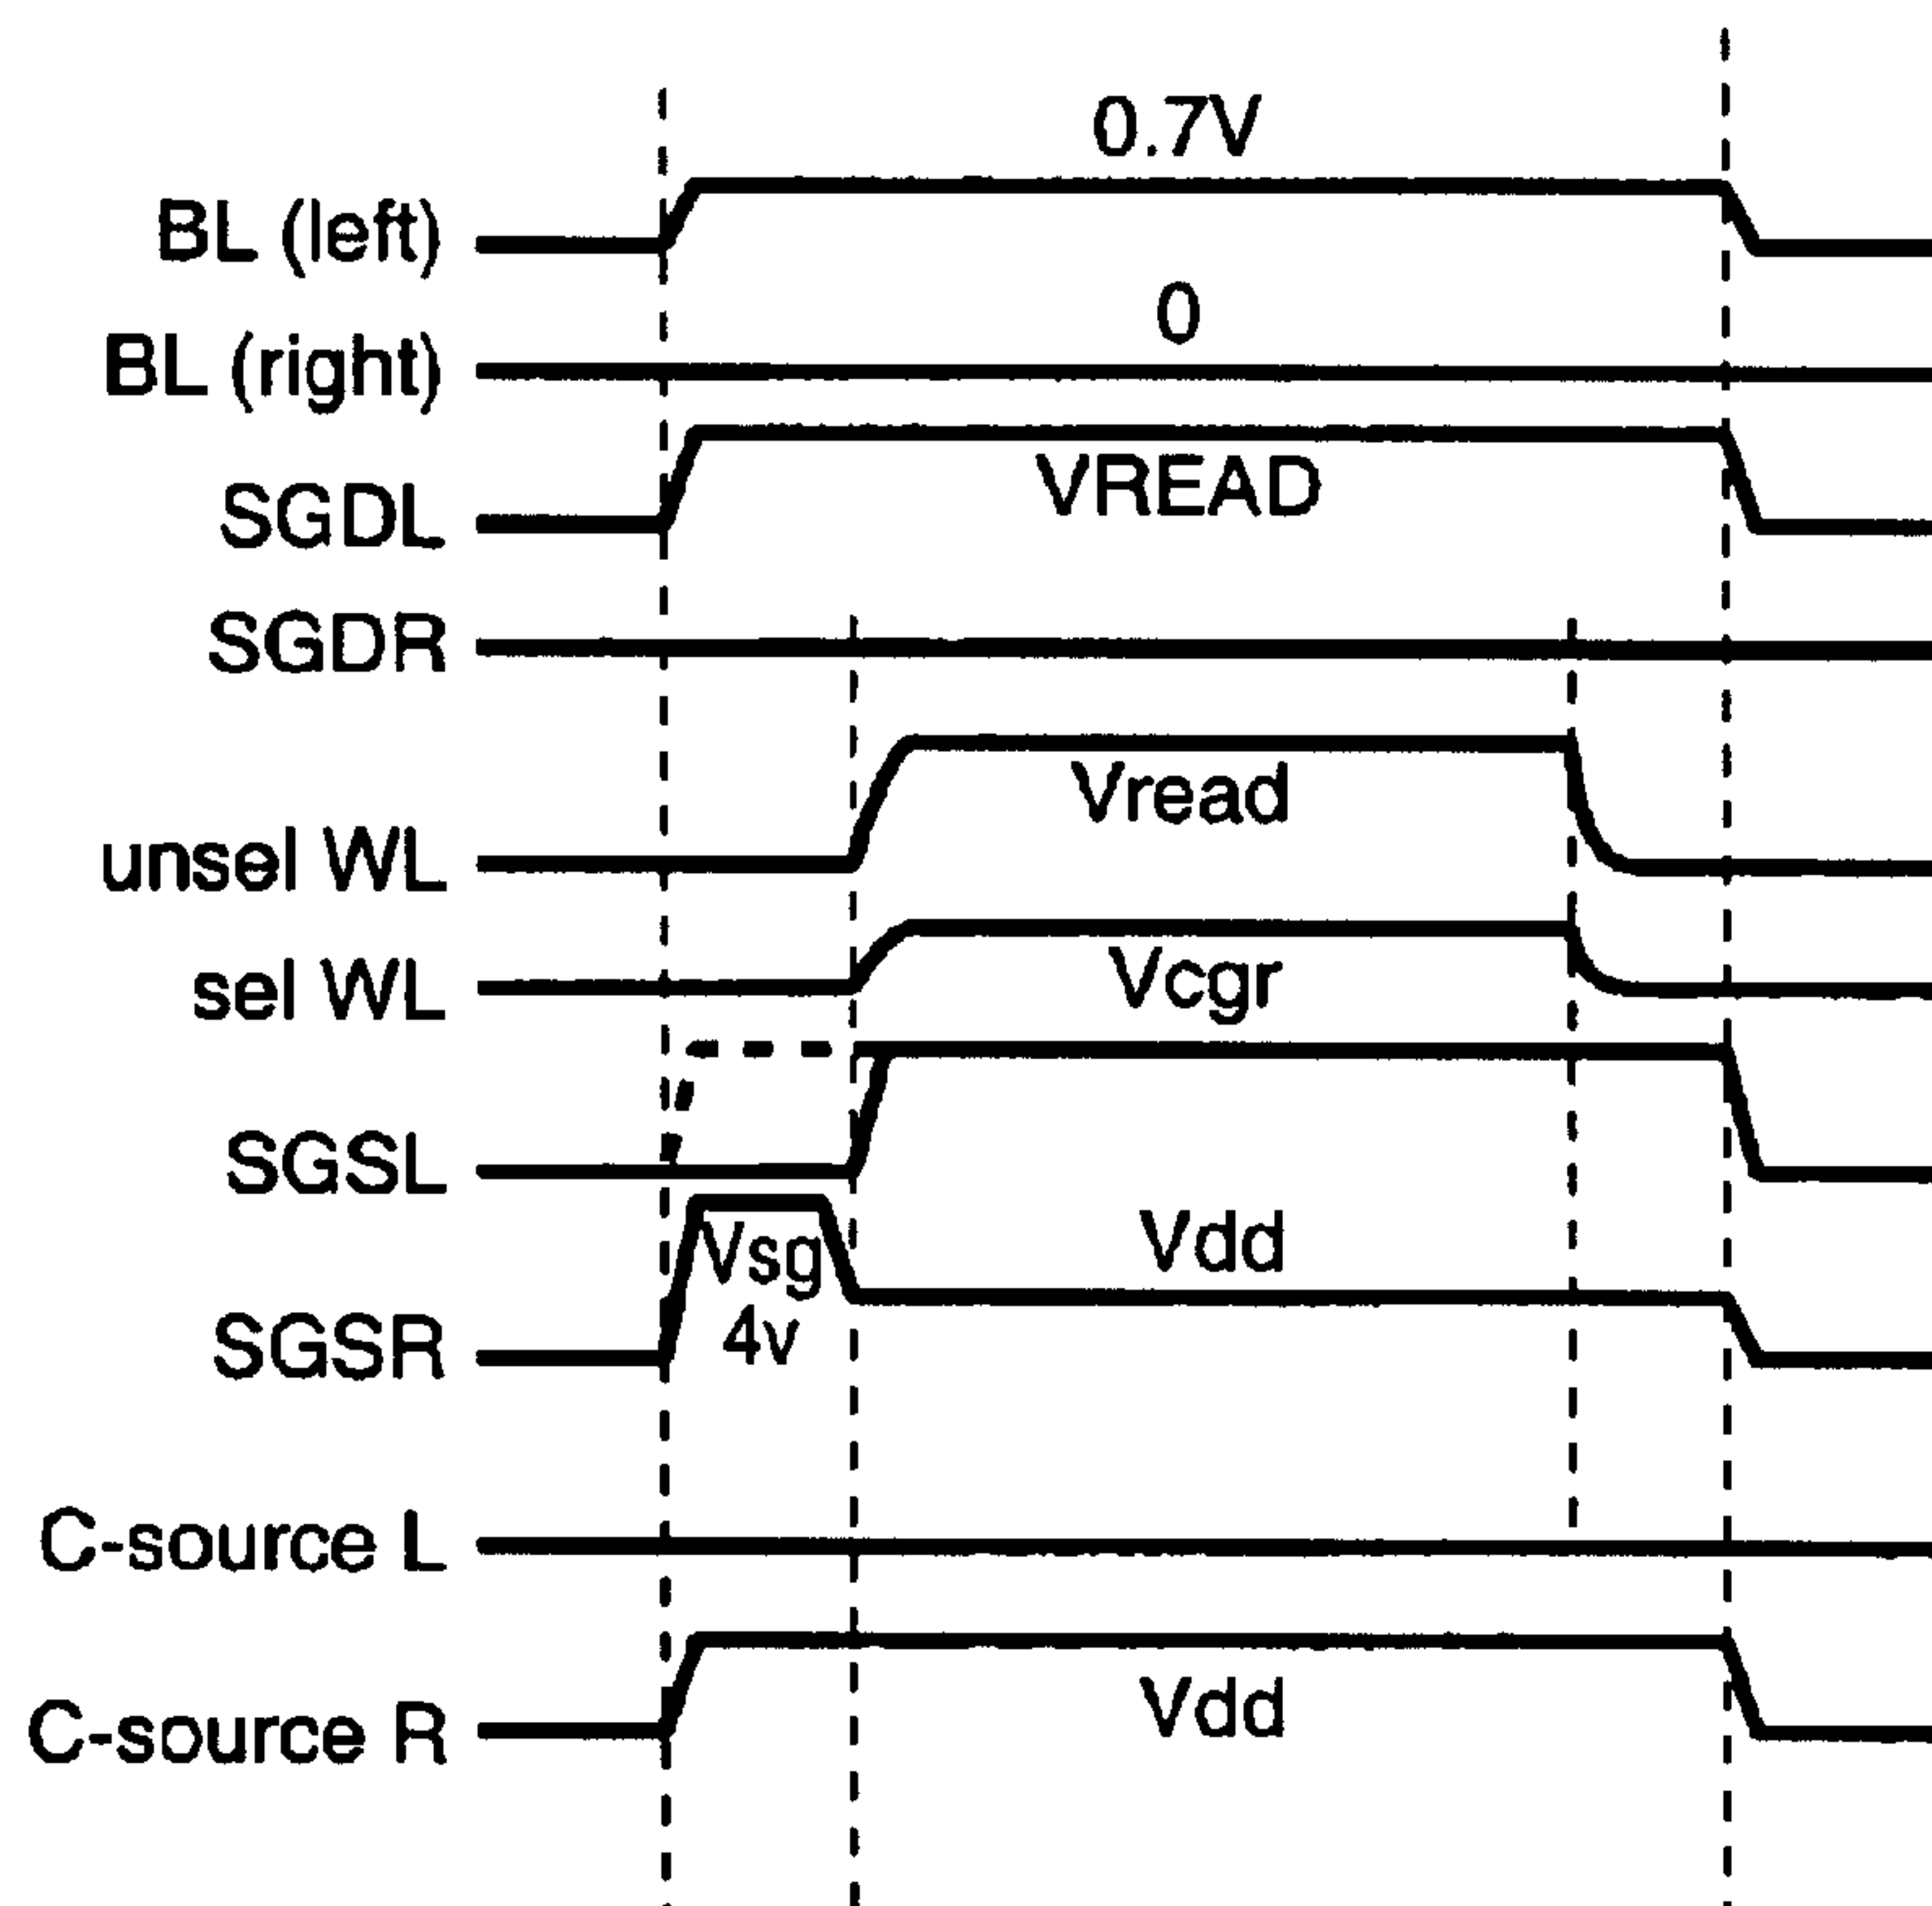 0.7V
BL (left)
0
BL (right)
VREAD
SGDL
SGDR
Vread
unsel WL
Vcgr
sel WL
SGSL
Vsg
4v
Vdd
SGSR
C-source L
Vdd
C-source R